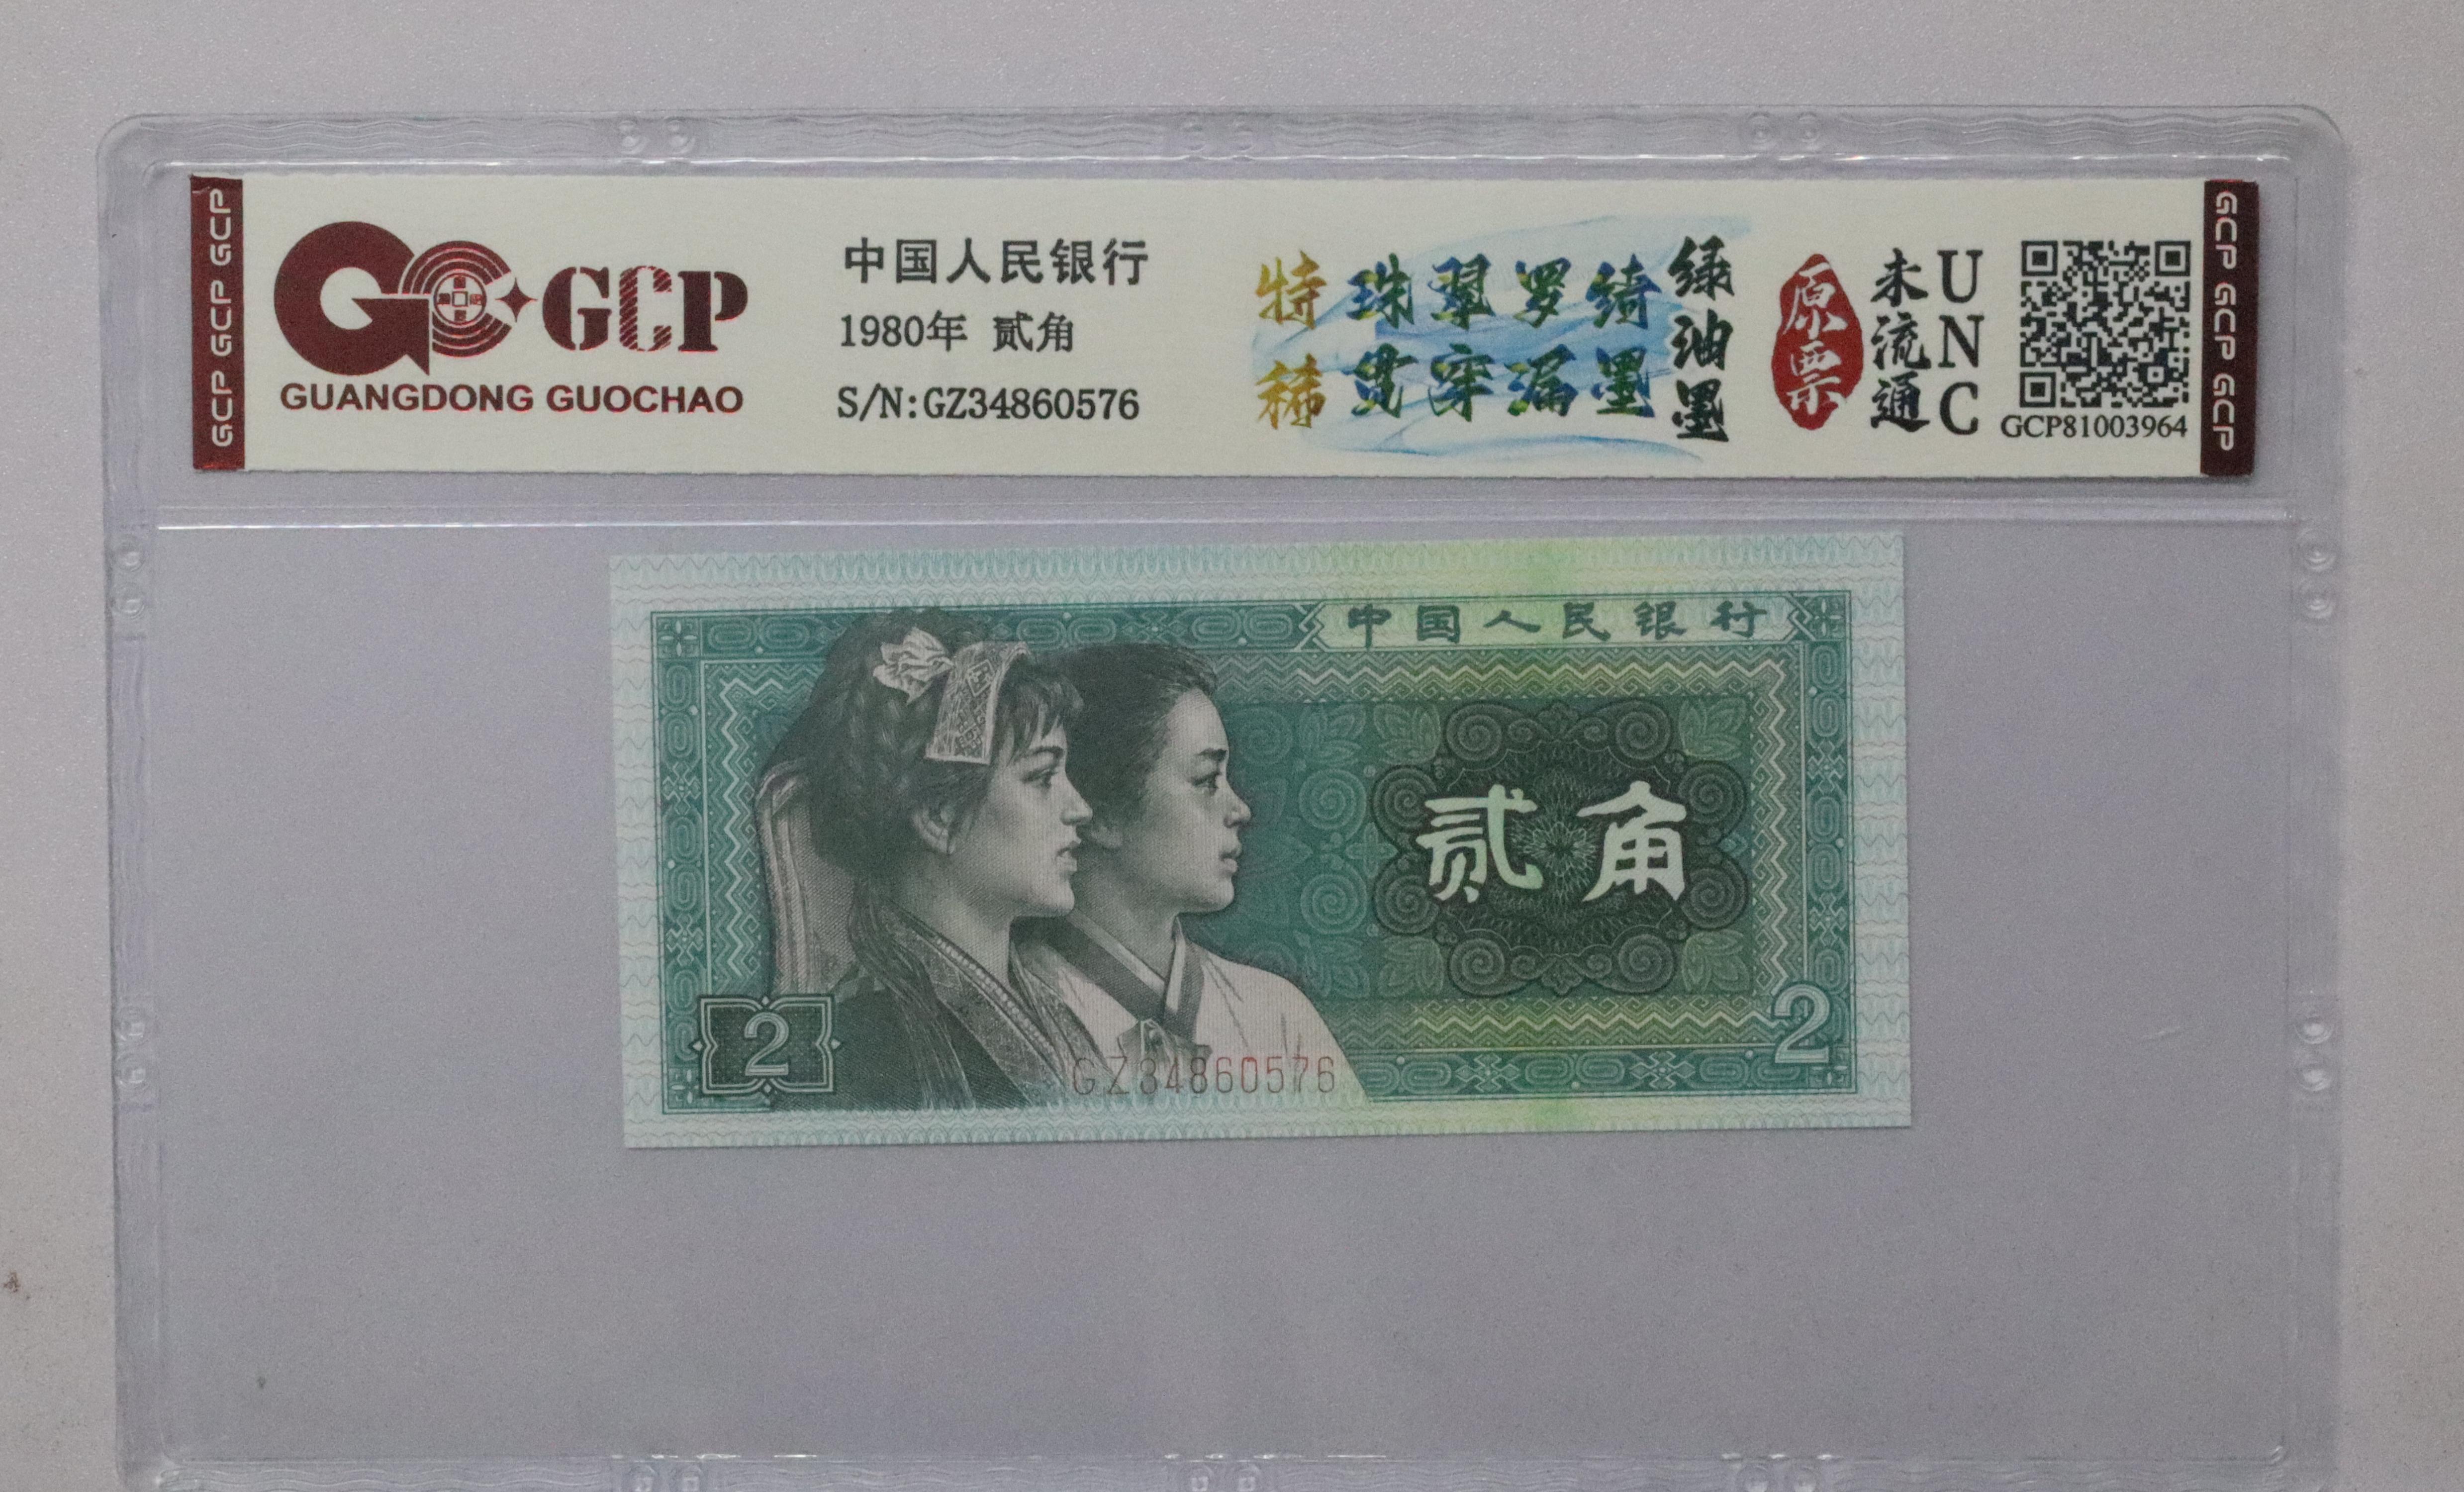 GCP GCP GCP
GCP
GUANGDONG GUOCHAO
中国人民银行
1980年 贰角
S/N:GZ34860576
特稀
珠翠罗绮
贯穿漏墨
绿油墨
原票
未流通
UNC
GCP81003964
GCP GCP GCP
中国人民银行
贰角
2
2
GZ34860576